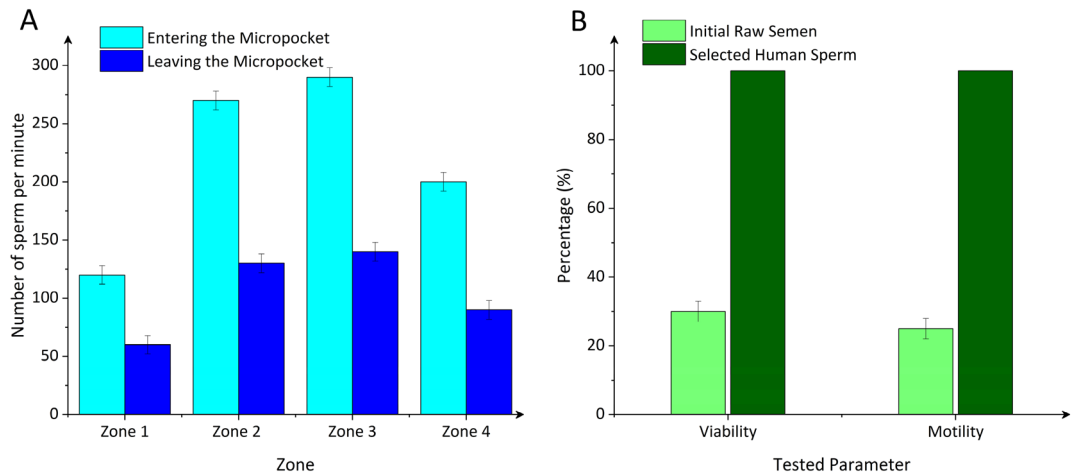 A
Entering the Micropocket
Leaving the Micropocket
Number of sperm per minute
300
250
200
150
100
50
0
Zone 1
Zone 2
Zone 3
Zone 4
Zone
B
Initial Raw Semen
Selected Human Sperm
Percentage (%)
100
80
60
40
20
0
Viability
Motility
Tested Parameter